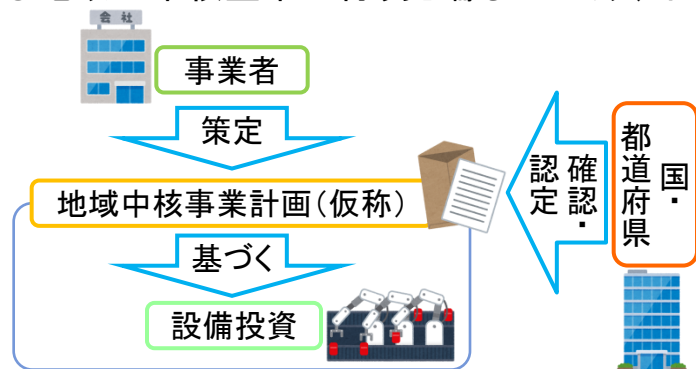 会社
事業者
策定
地域中核事業計画(仮称)
基づく
設備投資
確認・
認定
国・
都道府県